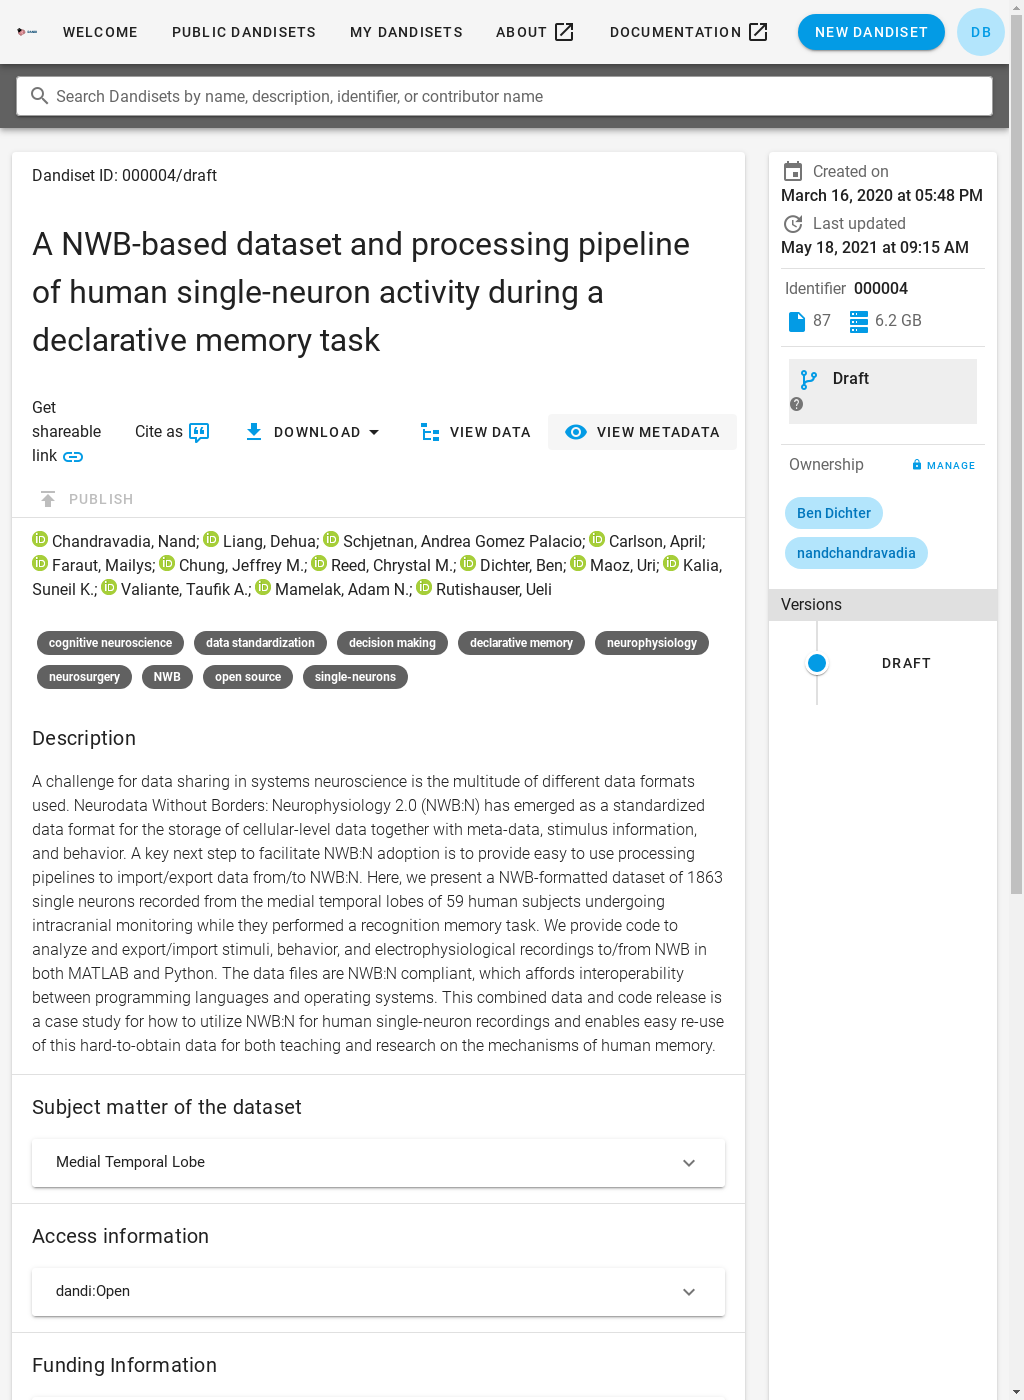 WELCOME PUBLIC DANDISETS MY DANDISETS ABOUT DOCUMENTATION NEW DANDISET DB
Search Dandisets by name, description, identifier, or contributor name
Dandiset ID: 000004/draft
A NWB-based dataset and processing pipeline
of human single-neuron activity during a
declarative memory task
Get
shareable
link
Cite as
DOWNLOAD
VIEW DATA
VIEW METADATA
PUBLISH
Chandravadia, Nand; Liang, Dehua; Schjetnan, Andrea Gomez Palacio; Carlson, April;
Faraut, Mailys; Chung, Jeffrey M.; Reed, Chrystal M.; Dichter, Ben; Maoz, Uri; Kalia,
Suneil K.; Valiante, Taufik A.; Mamelak, Adam N.; Rutishauser, Ueli
cognitive neuroscience data standardization decision making declarative memory neurophysiology
neurosurgery NWB open source single-neurons
Description
A challenge for data sharing in systems neuroscience is the multitude of different data formats
used. Neurodata Without Borders: Neurophysiology 2.0 (NWB:N) has emerged as a standardized
data format for the storage of cellular-level data together with meta-data, stimulus information,
and behavior. A key next step to facilitate NWB:N adoption is to provide easy to use processing
pipelines to import/export data from/to NWB:N. Here, we present a NWB-formatted dataset of 1863
single neurons recorded from the medial temporal lobes of 59 human subjects undergoing
intracranial monitoring while they performed a recognition memory task. We provide code to
analyze and export/import stimuli, behavior, and electrophysiological recordings to/from NWB in
both MATLAB and Python. The data files are NWB:N compliant, which affords interoperability
between programming languages and operating systems. This combined data and code release is
a case study for how to utilize NWB:N for human single-neuron recordings and enables easy re-use
of this hard-to-obtain data for both teaching and research on the mechanisms of human memory.
Subject matter of the dataset
Medial Temporal Lobe
Access information
dandi:Open
Funding Information
Created on
March 16, 2020 at 05:48 PM
Last updated
May 18, 2021 at 09:15 AM
Identifier 000004
87 6.2 GB
Draft
Ownership MANAGE
Ben Dichter
nandchandravadia
Versions
DRAFT